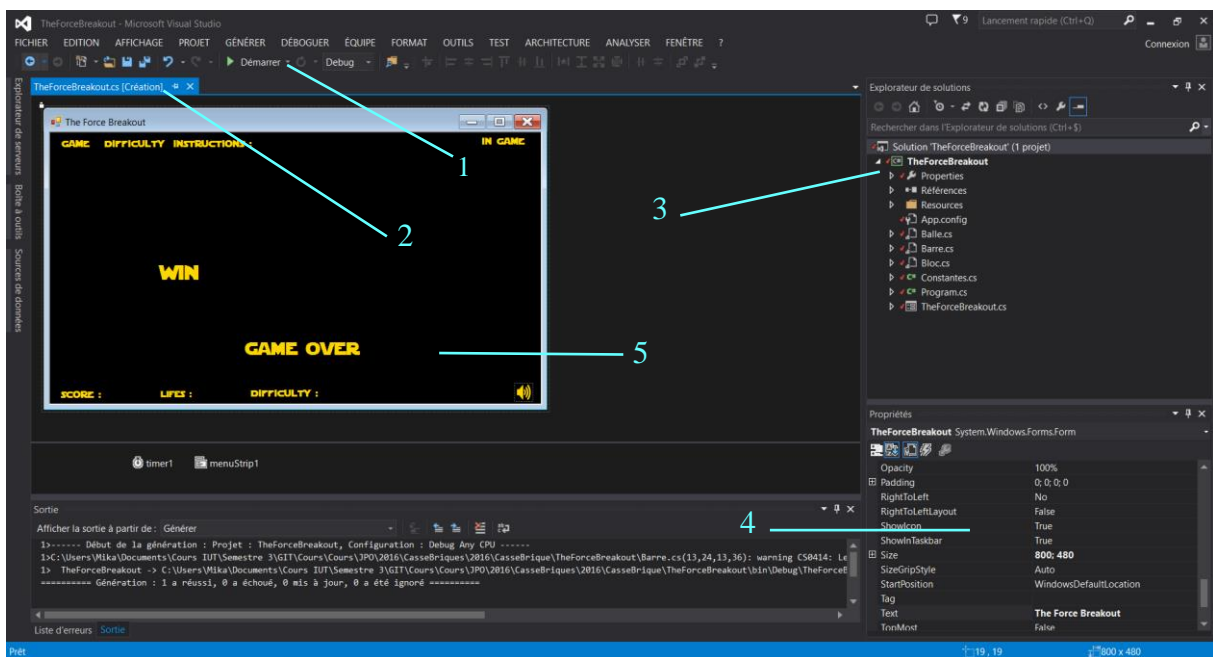 TheForceBreakout - Microsoft Visual Studio
9
Lancement rapide (Ctrl+Q)
FICHIER EDITION AFFICHAGE PROJET GÉNÉRER DÉBOGUER ÉQUIPE FORMAT OUTILS TEST ARCHITECTURE ANALYSER FENÊTRE ?
Connexion
Démarrer
Debug
Explorateur de serveurs
Boîte à outils
Sources de données
TheForceBreakout.cs [Création]
The Force Breakout
GAME DIFFICULTY INSTRUCTIONS :
IN GAME
1
2
WIN
GAME OVER
5
SCORE :
LIFES :
DIFFICULTY :
timer1
menuStrip1
Sortie
Afficher la sortie à partir de : Générer
1>------ Début de la génération : Projet : TheForceBreakout, Configuration : Debug Any CPU ------
1>C:\Users\Mika\Documents\Cours IUT\Semestre 3\GIT\Cours\Cours\JPO\2016\CasseBriques\2016\CasseBrique\TheForceBreakout\Barre.cs(13,24,13,36): warning CS0414: Le
1> TheForceBreakout -> C:\Users\Mika\Documents\Cours IUT\Semestre 3\GIT\Cours\Cours\JPO\2016\CasseBriques\2016\CasseBrique\TheForceBreakout\bin\Debug\TheForceB
========== Génération : 1 a réussi, 0 a échoué, 0 mis à jour, 0 a été ignoré ==========
Liste d'erreurs
Sortie
3
Explorateur de solutions
Rechercher dans l'Explorateur de solutions (Ctrl+$)
Solution 'TheForceBreakout' (1 projet)
TheForceBreakout
Properties
Références
Resources
App.config
Balle.cs
Barre.cs
Bloc.cs
Constantes.cs
Program.cs
TheForceBreakout.cs
4
Propriétés
TheForceBreakout System.Windows.Forms.Form
Opacity 100%
Padding 0; 0; 0; 0
RightToLeft No
RightToLeftLayout False
ShowIcon True
ShowInTaskbar True
Size 800; 480
SizeGripStyle Auto
StartPosition WindowsDefaultLocation
Tag
Text The Force Breakout
TopMost False
Prêt
19 , 19
800 x 480